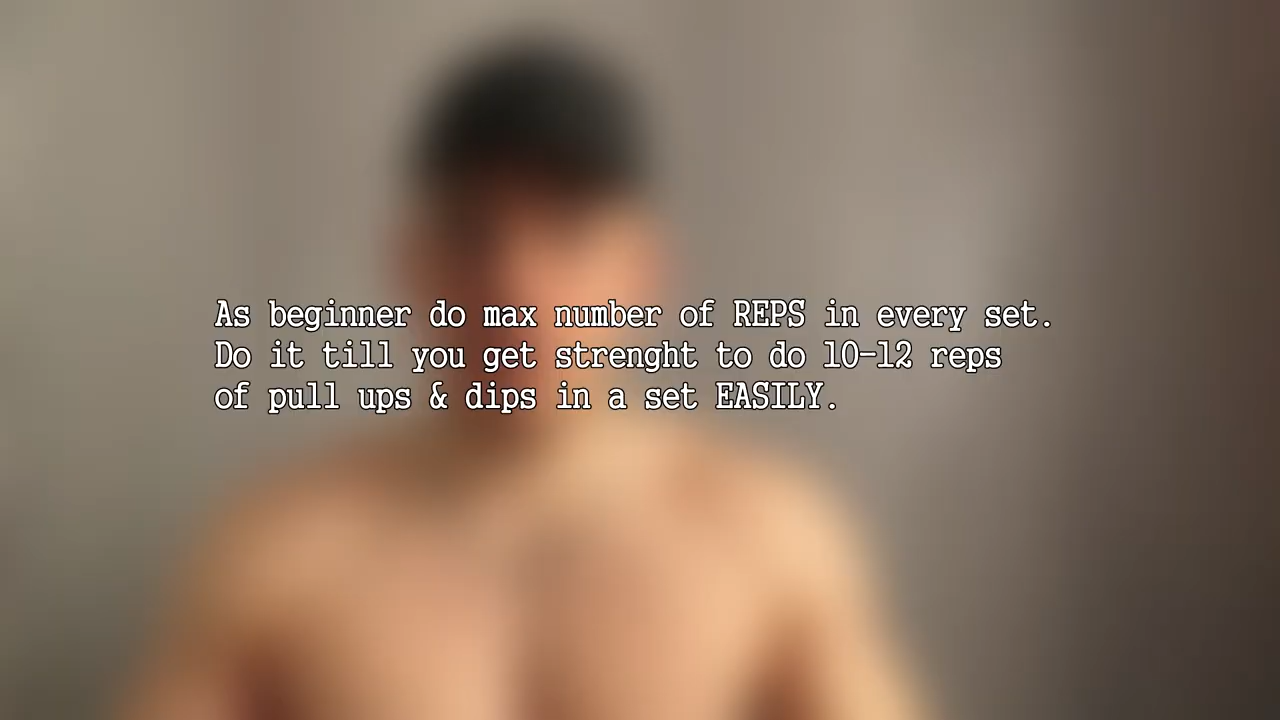 As beginner do max number of REPS in every set.
Do it till you get strenght to do 10-12 reps
of pull ups & dips in a set EASILY.